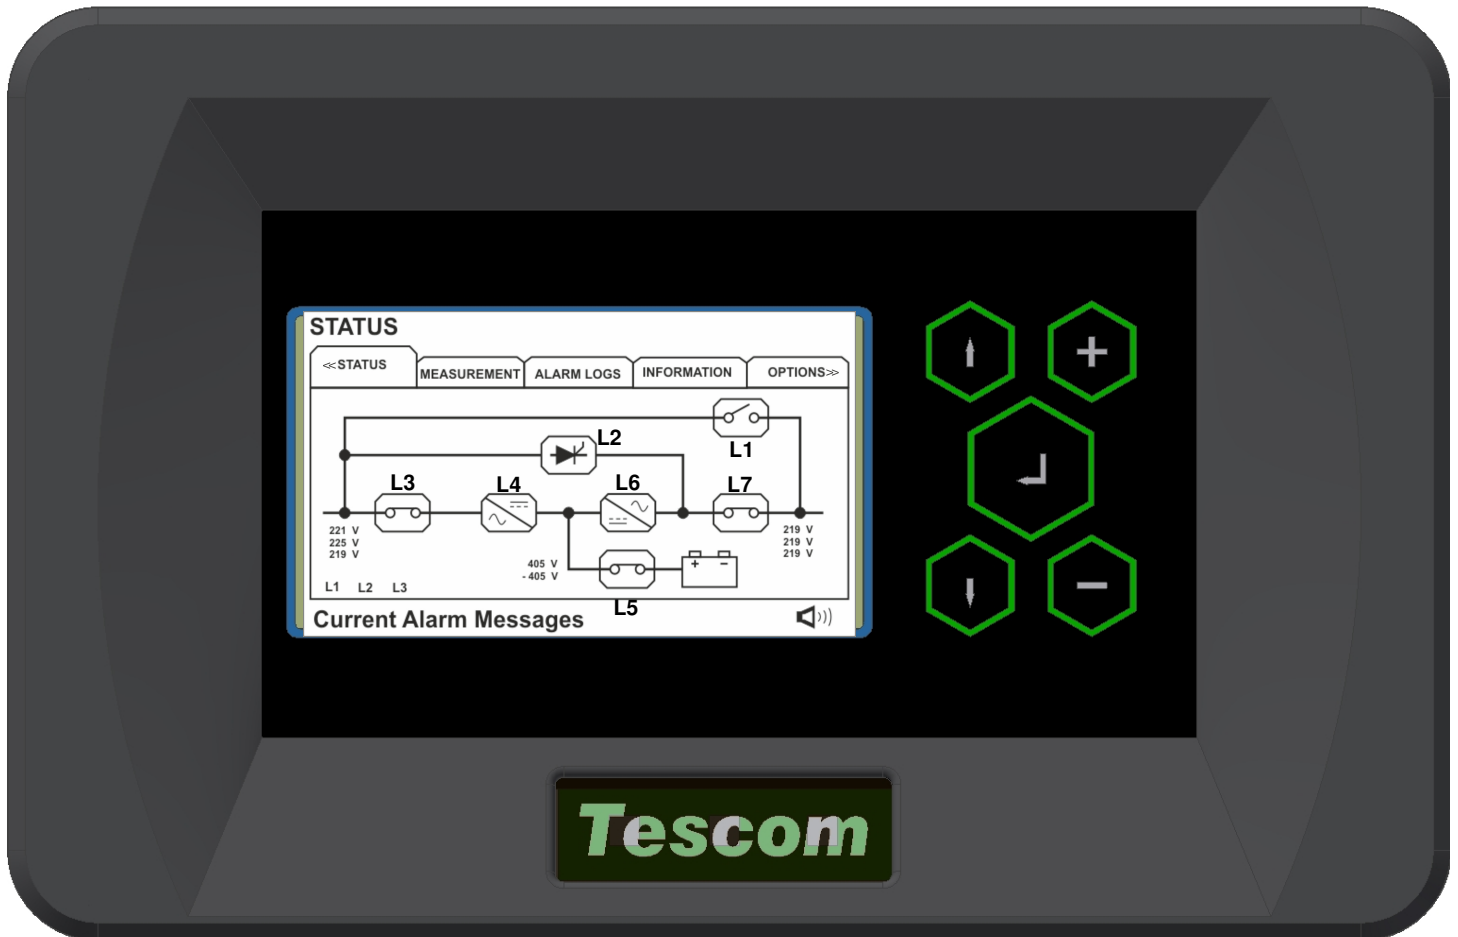 STATUS
<<STATUS
MEASUREMENT
ALARM LOGS
INFORMATION
OPTIONS>>
L1
L2
L3
L4
L6
L7
221 V
225 V
219 V
219 V
219 V
219 V
405 V
- 405 V
+ −
L1 L2 L3
L5
Current Alarm Messages
Tescom